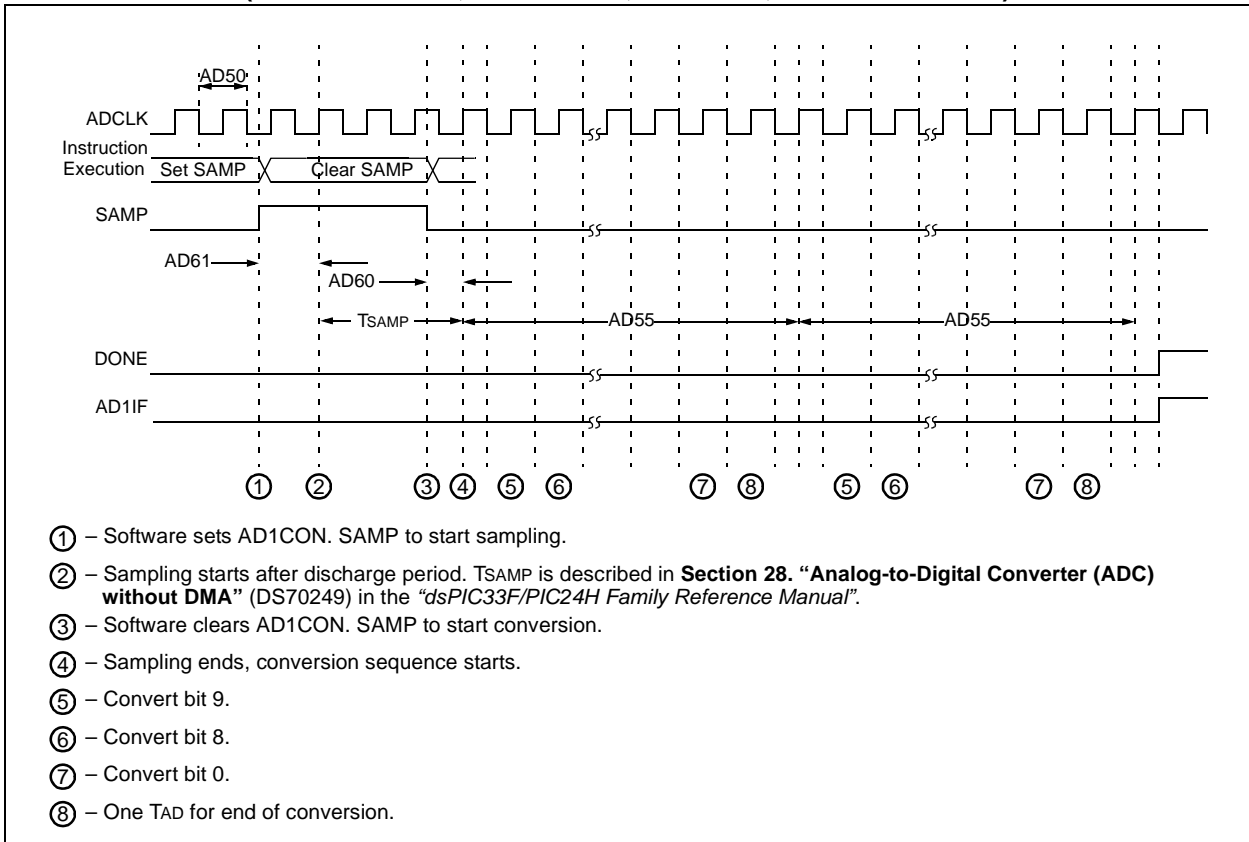 AD50
ADCLK
Instruction
Execution
Set SAMP
Clear SAMP
SAMP
AD61
AD60
TSAMP
AD55
AD55
DONE
AD1IF
1 2 3 4 5 6 7 8 5 6 7 8
1 – Software sets AD1CON. SAMP to start sampling.
2 – Sampling starts after discharge period. TSAMP is described in Section 28. “Analog-to-Digital Converter (ADC)
without DMA” (DS70249) in the “dsPIC33F/PIC24H Family Reference Manual”.
3 – Software clears AD1CON. SAMP to start conversion.
4 – Sampling ends, conversion sequence starts.
5 – Convert bit 9.
6 – Convert bit 8.
7 – Convert bit 0.
8 – One TAD for end of conversion.